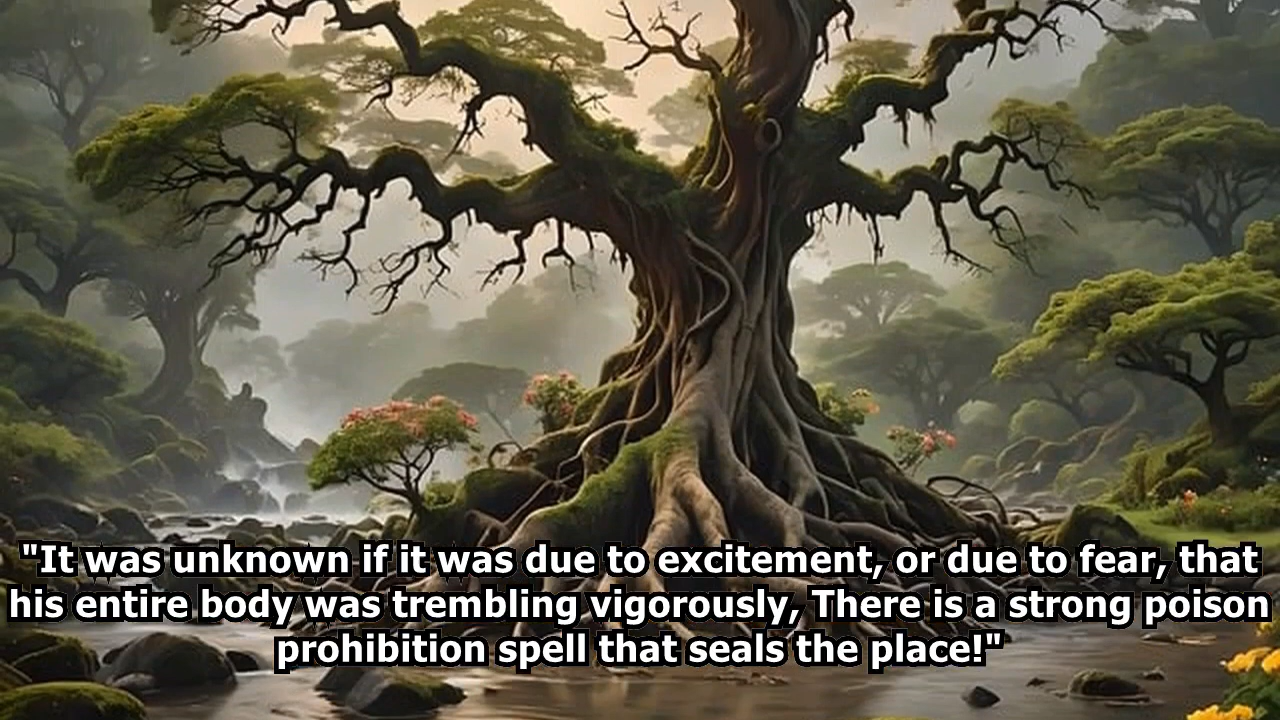 "It was unknown if it was due to excitement, or due to fear, that
his entire body was trembling vigorously, There is a strong poison
prohibition spell that seals the place!"